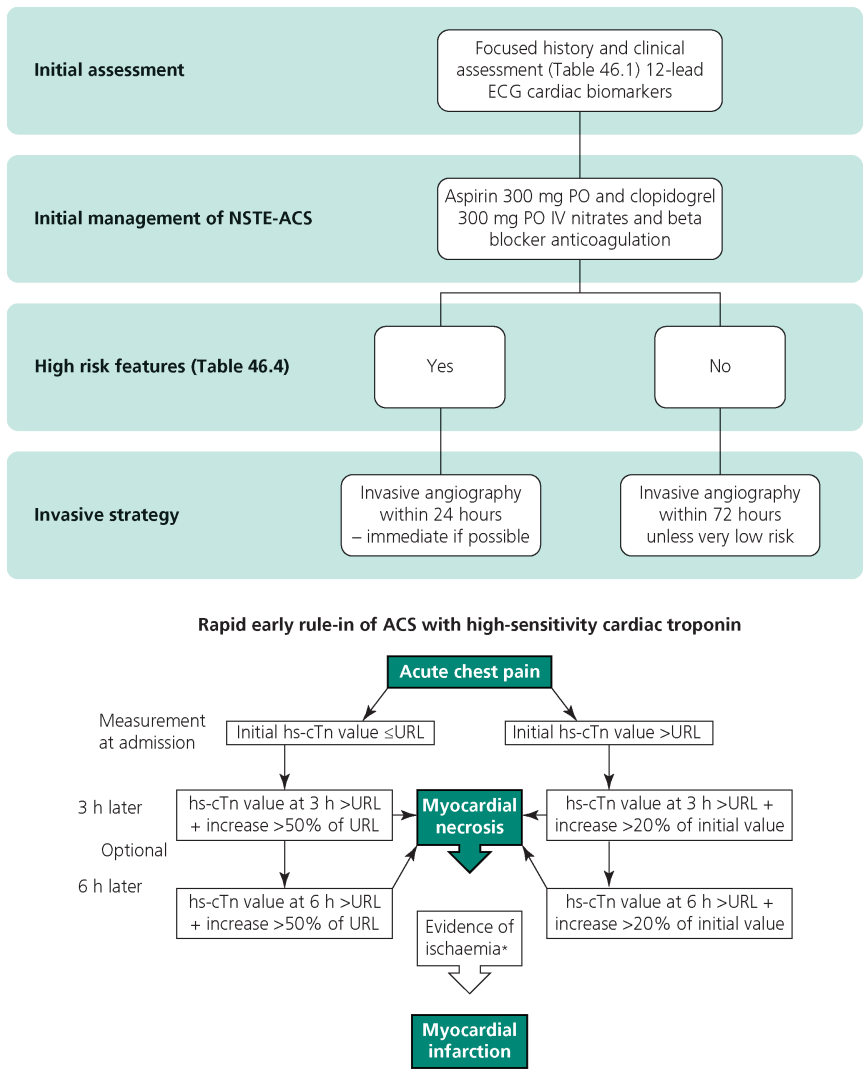 Initial assessment
Focused history and clinical
assessment (Table 46.1) 12-lead
ECG cardiac biomarkers
Initial management of NSTE-ACS
Aspirin 300 mg PO and clopidogrel
300 mg PO IV nitrates and beta
blocker anticoagulation
High risk features (Table 46.4)
Yes
No
Invasive strategy
Invasive angiography
within 24 hours
– immediate if possible
Invasive angiography
within 72 hours
unless very low risk
Rapid early rule-in of ACS with high-sensitivity cardiac troponin
Acute chest pain
Measurement
at admission
Initial hs-cTn value ≤URL
Initial hs-cTn value >URL
3 h later
hs-cTn value at 3 h >URL
+ increase >50% of URL
Myocardial
necrosis
hs-cTn value at 3 h >URL +
increase >20% of initial value
Optional
6 h later
hs-cTn value at 6 h >URL
+ increase >50% of URL
hs-cTn value at 6 h >URL +
increase >20% of initial value
Evidence of
ischaemia*
Myocardial
infarction